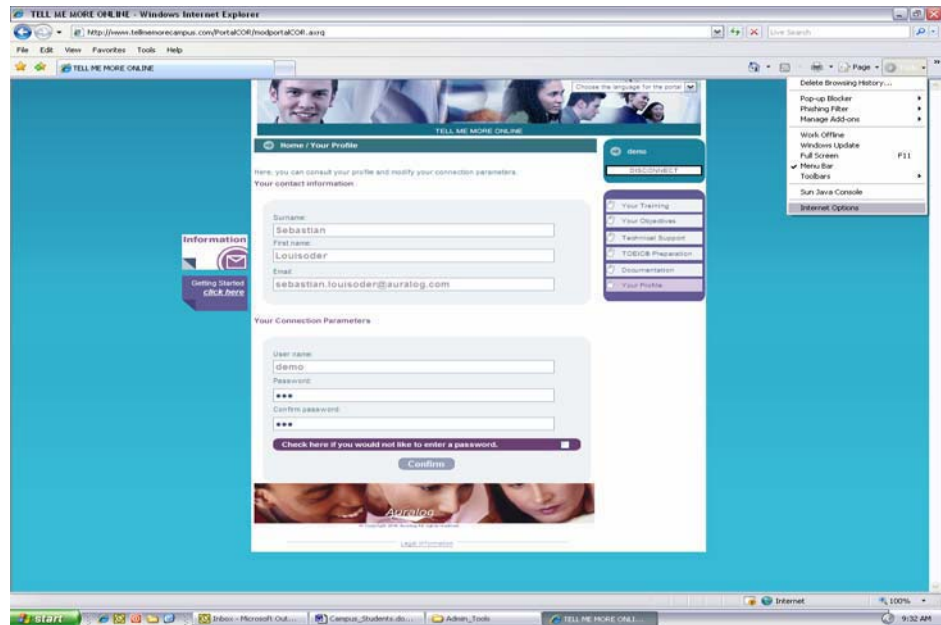 TELL ME MORE ONLINE - Windows Internet Explorer
http://www.tellmemorecampus.com/PortalCOR/modportalCOR.axrq
Live Search
File Edit View Favorites Tools Help
TELL ME MORE ONLINE
Page
Delete Browsing History...
Pop-up Blocker
Phishing Filter
Manage Add-ons
Work Offline
Windows Update
Full Screen F11
Menu Bar
Toolbars
Sun Java Console
Internet Options
Choose the language for the portal
TELL ME MORE ONLINE
Home / Your Profile
demo
DISCONNECT
Here, you can consult your profile and modify your connection parameters.
Your contact information
Surname:
Sebastian
First name:
Louisoder
Email:
sebastian.louisoder@auralog.com
Your Training
Your Objectives
Technical Support
TOEIC® Preparation
Documentation
Your Profile
Information
Getting Started
click here
Your Connection Parameters
User name:
demo
Password:
•••
Confirm password:
•••
Check here if you would not like to enter a password.
Confirm
Auralog
Legal Information
Internet
100%
start
Inbox - Microsoft Out...
Campus_Students.do...
Admin_Tools
TELL ME MORE ONLI...
9:32 AM